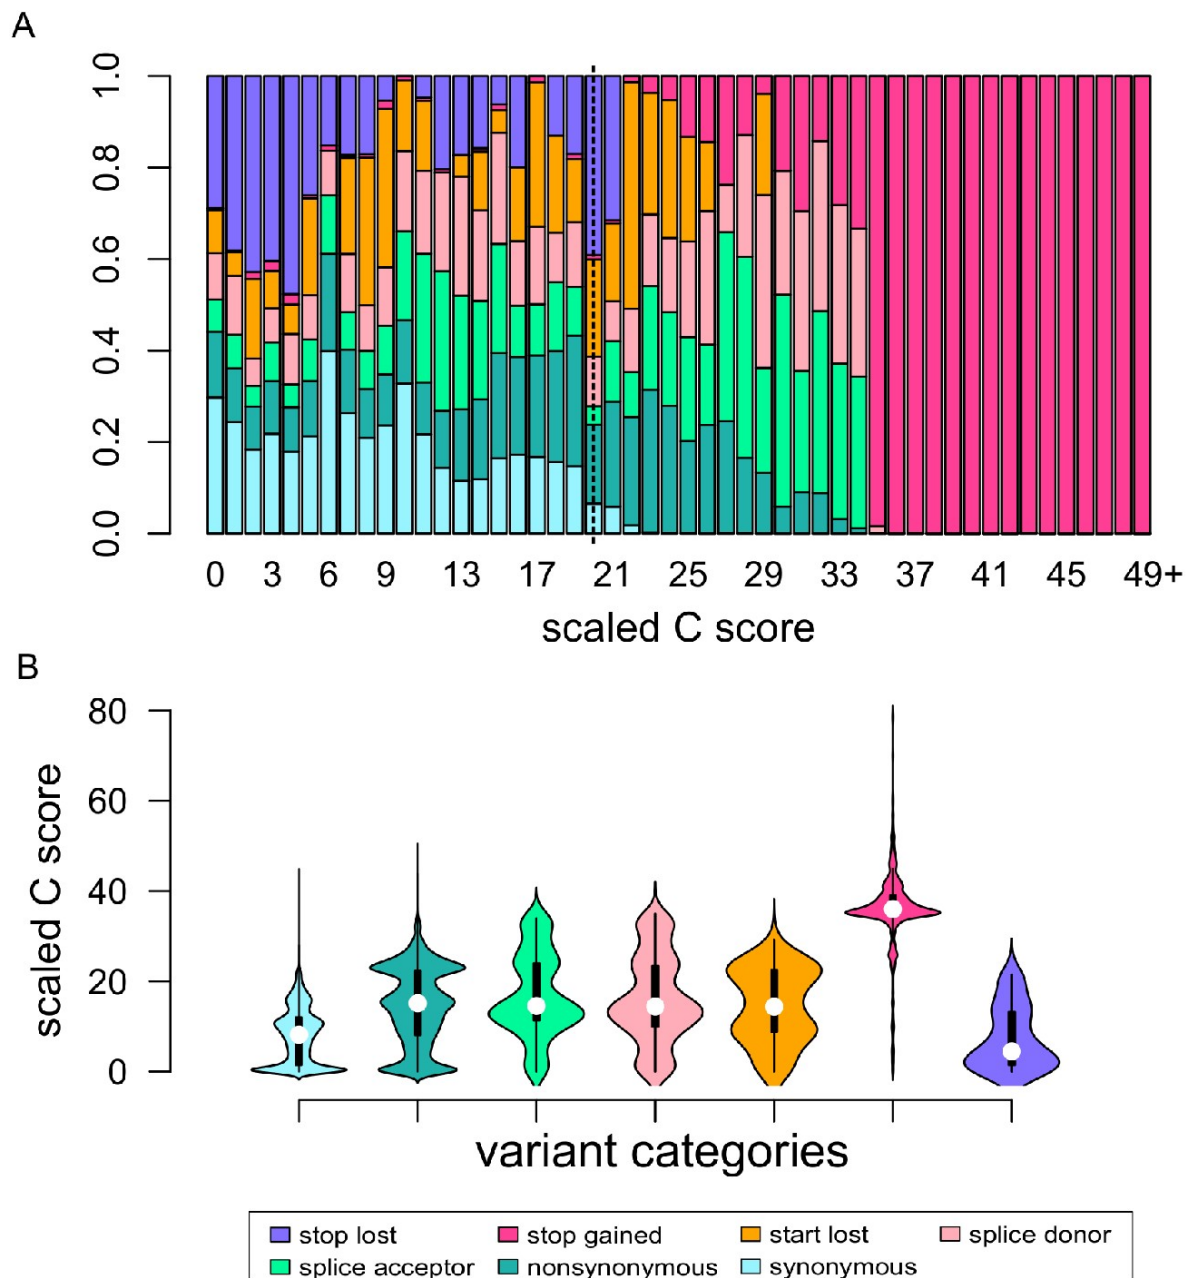 A
1.0
0.8
0.6
0.4
0.2
0.0
0 3 6 9 13 17 21 25 29 33 37 41 45 49+
scaled C score
B
80
60
40
20
0
scaled C score
variant categories
stop lost stop gained start lost splice donor
splice acceptor nonsynonymous synonymous